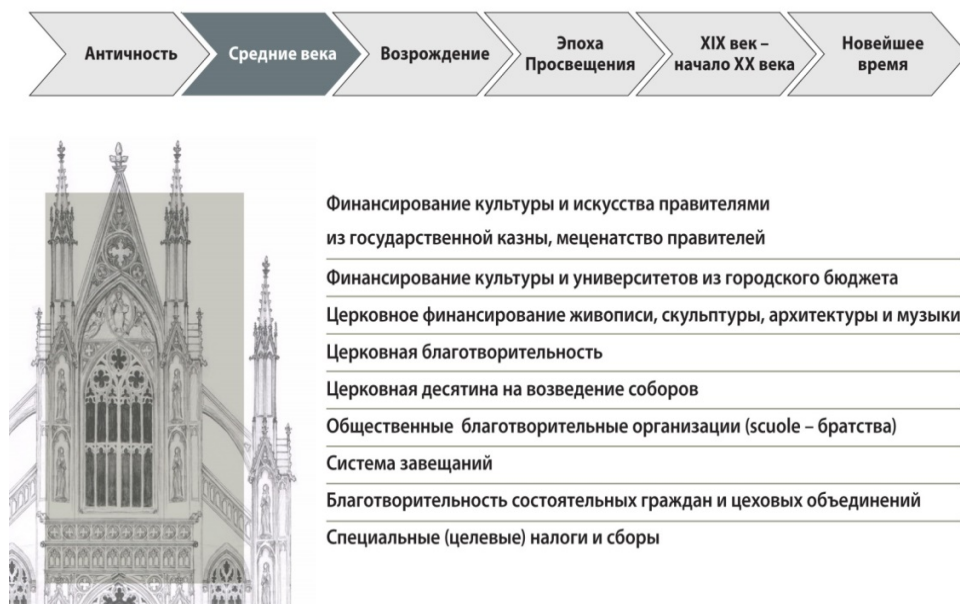 Античность
Средние века
Возрождение
Эпоха
Просвещения
XIX век –
начало XX века
Новейшее
время
Финансирование культуры и искусства правителями
из государственной казны, меценатство правителей
Финансирование культуры и университетов из городского бюджета
Церковное финансирование живописи, скульптуры, архитектуры и музыки
Церковная благотворительность
Церковная десятина на возведение соборов
Общественные благотворительные организации (scuole – братства)
Система завещаний
Благотворительность состоятельных граждан и цеховых объединений
Специальные (целевые) налоги и сборы